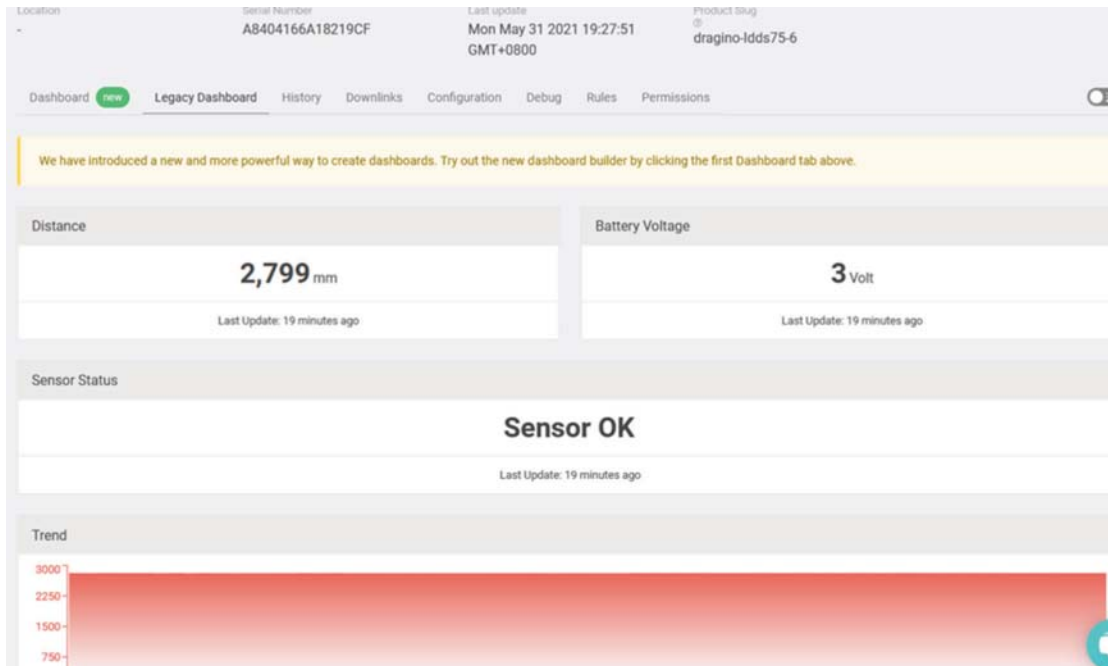 Location
Serial Number
Last update
Product Slug
-
A8404166A18219CF
Mon May 31 2021 19:27:51
GMT+0800
dragino-ldds75-6
Dashboard new Legacy Dashboard History Downlinks Configuration Debug Rules Permissions
We have introduced a new and more powerful way to create dashboards. Try out the new dashboard builder by clicking the first Dashboard tab above.
Distance
2,799 mm
Last Update: 19 minutes ago
Battery Voltage
3 Volt
Last Update: 19 minutes ago
Sensor Status
Sensor OK
Last Update: 19 minutes ago
Trend
3000
2250
1500
750